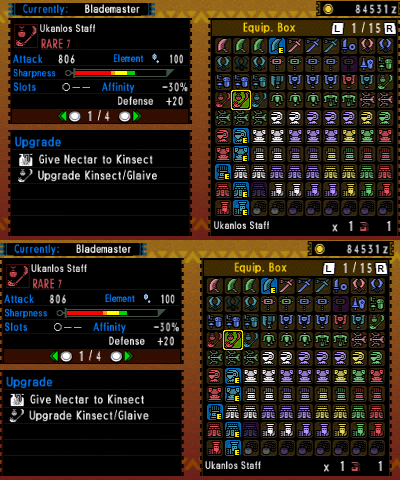 Currently: Blademaster
84531z
Ukanlos Staff
RARE 7
Equip. Box
L 1/15 R
Attack 806 Element 100
Sharpness
Slots Affinity -30%
Defense +20
1/4
Upgrade
Give Nectar to Kinsect
Upgrade Kinsect/Glaive
E
E
E
E
E
Ukanlos Staff x 1 1
Currently: Blademaster
84531z
Ukanlos Staff
RARE 7
Equip. Box
L 1/15 R
Attack 806 Element 100
Sharpness
Slots Affinity -30%
Defense +20
1/4
Upgrade
Give Nectar to Kinsect
Upgrade Kinsect/Glaive
E
E
E
E
E
Ukanlos Staff x 1 1